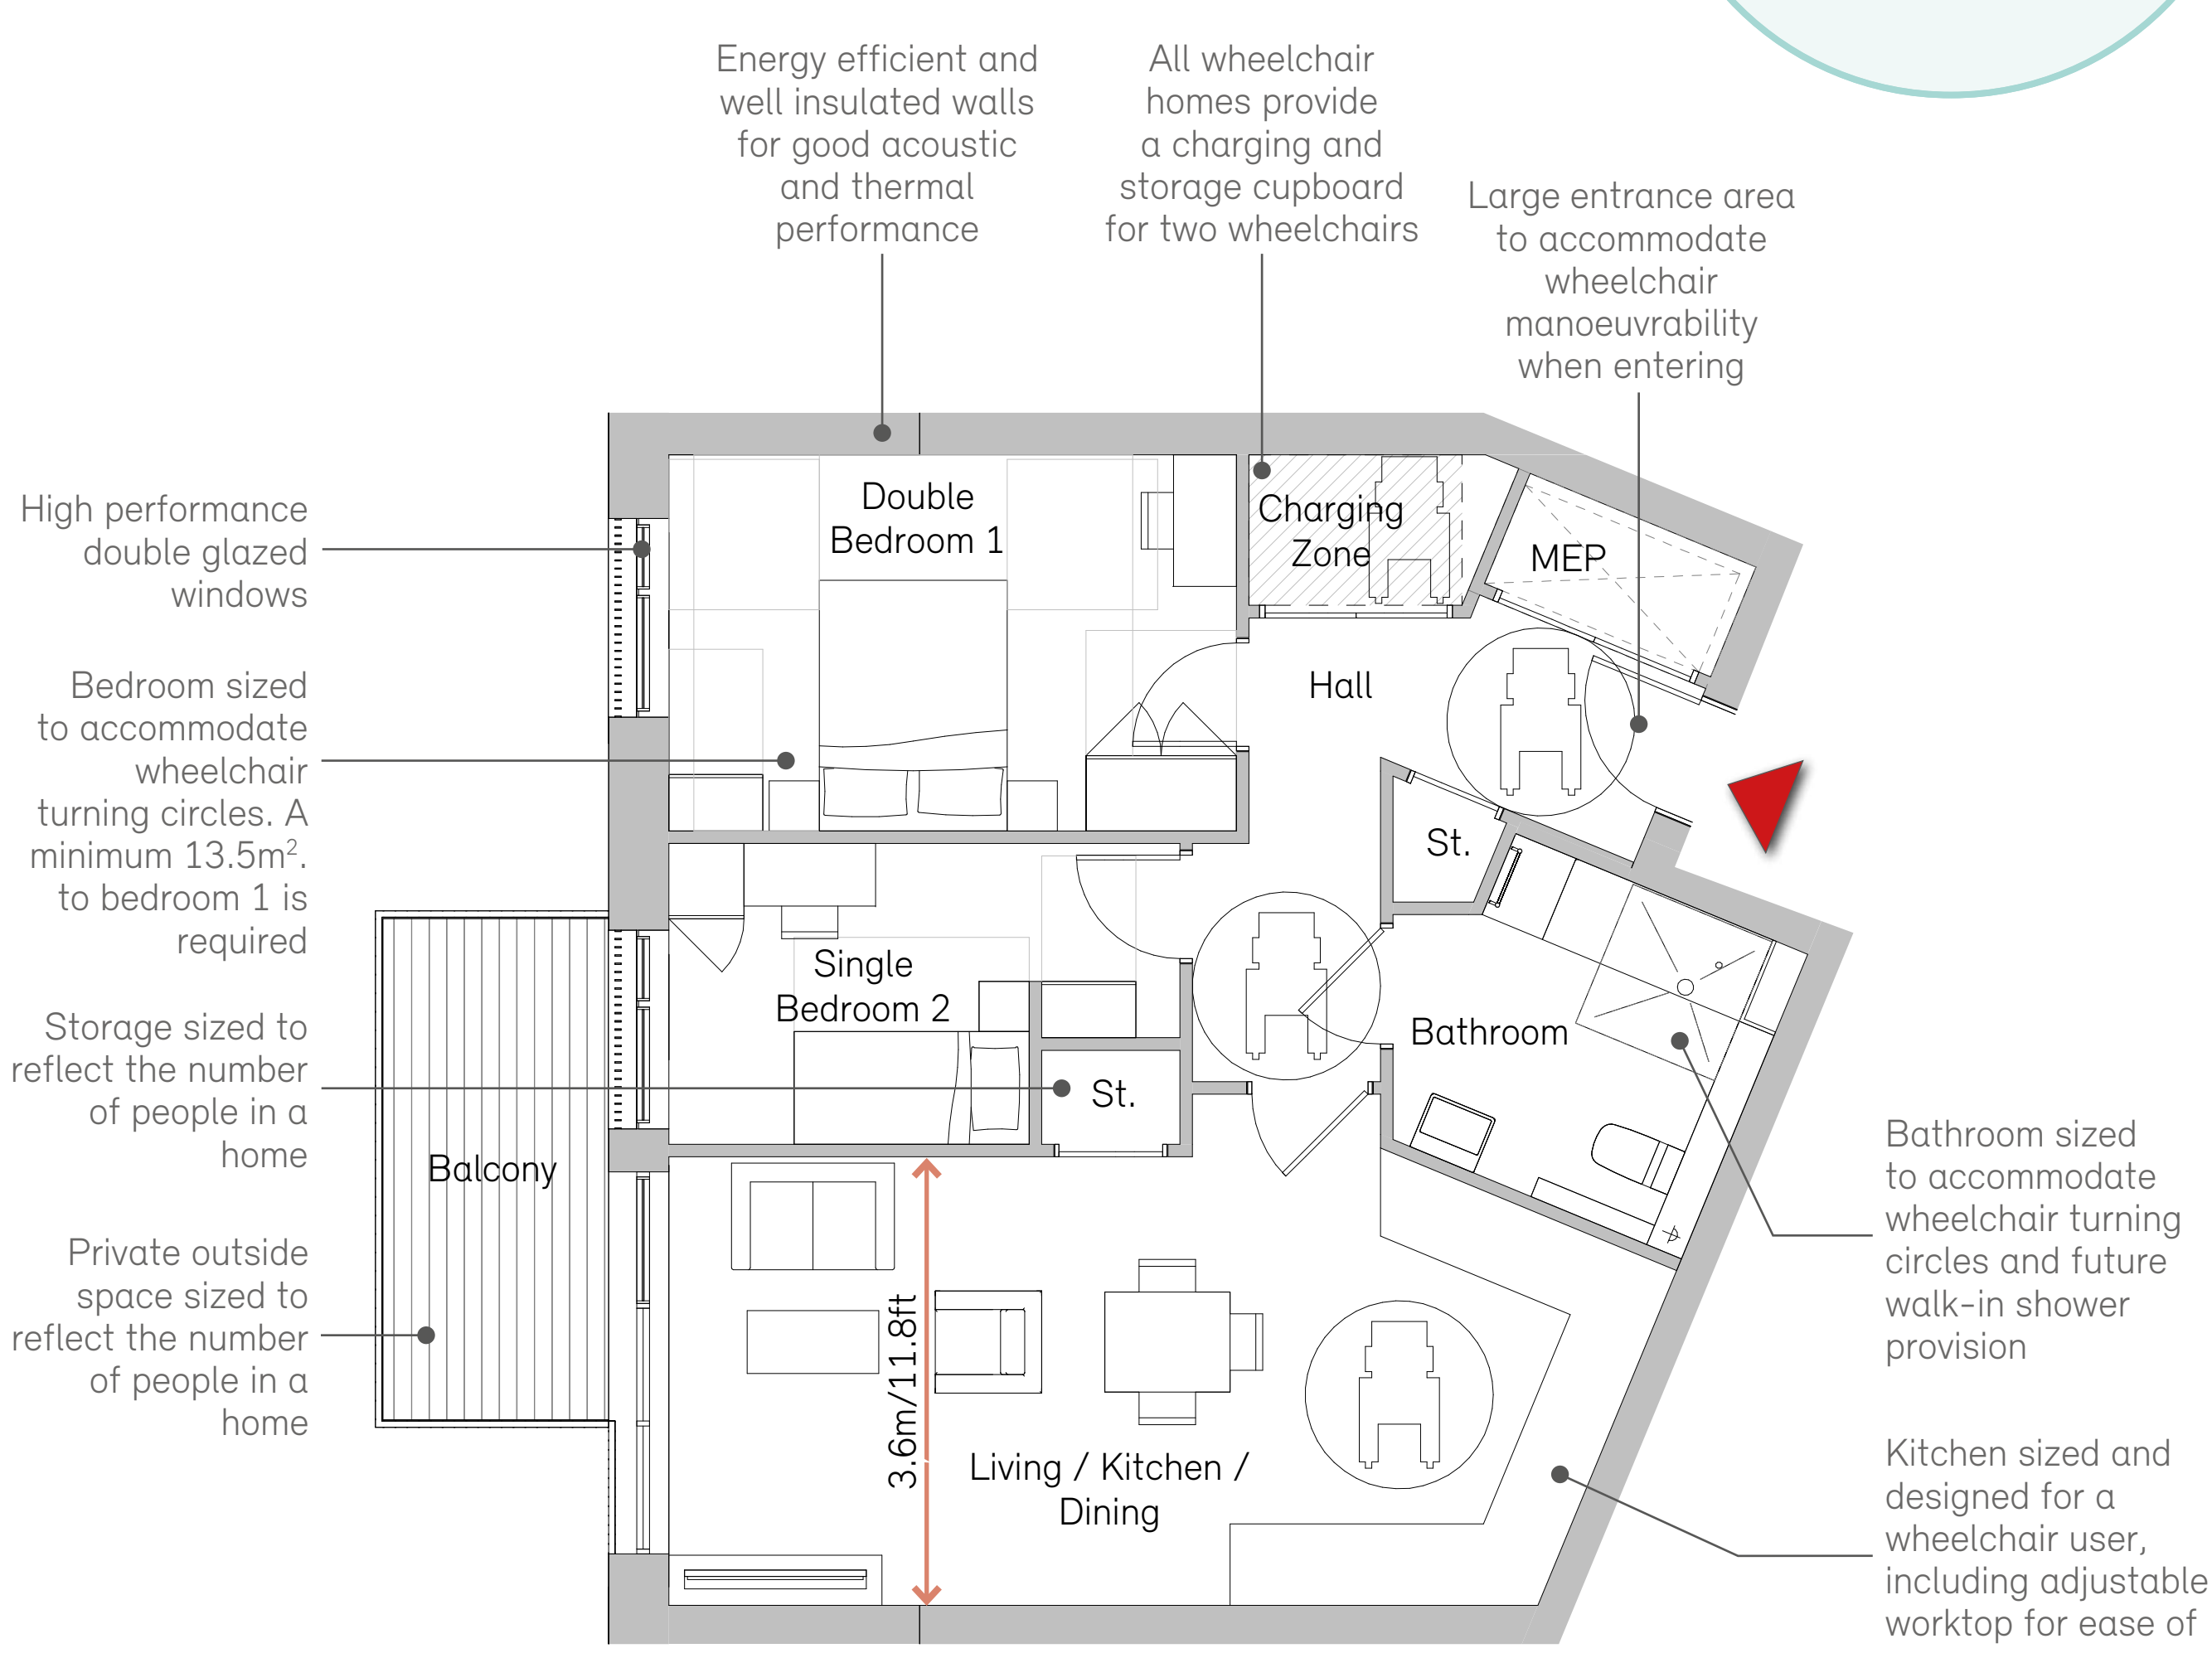 Energy efficient and
well insulated walls
for good acoustic
and thermal
performance
All wheelchair
homes provide
a charging and
storage cupboard
for two wheelchairs
Large entrance area
to accommodate
wheelchair
manoeuvrability
when entering
High performance
double glazed
windows
Bedroom sized
to accommodate
wheelchair
turning circles. A
minimum 13.5m².
to bedroom 1 is
required
Storage sized to
reflect the number
of people in a
home
Private outside
space sized to
reflect the number
of people in a
home
Double
Bedroom 1
Charging
Zone
MEP
Hall
St.
Single
Bedroom 2
Bathroom
St.
Balcony
3.6m/11.8ft
Living / Kitchen /
Dining
Bathroom sized
to accommodate
wheelchair turning
circles and future
walk-in shower
provision
Kitchen sized and
designed for a
wheelchair user,
including adjustable
worktop for ease of